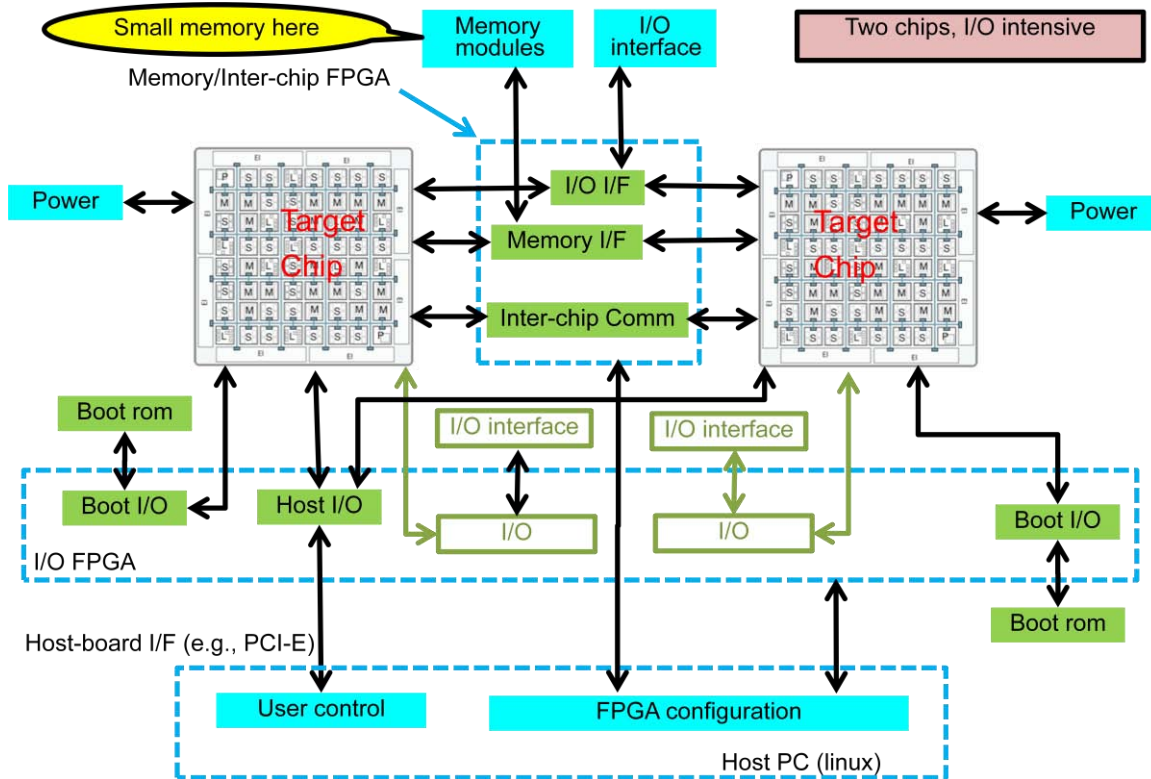 Small memory here
Memory
modules
I/O
interface
Two chips, I/O intensive
Memory/Inter-chip FPGA
Power
Target
Chip
I/O I/F
Memory I/F
Inter-chip Comm
Target
Chip
Power
Boot rom
I/O interface
I/O interface
Boot I/O
Host I/O
I/O
I/O
Boot I/O
I/O FPGA
Boot rom
Host-board I/F (e.g., PCI-E)
User control
FPGA configuration
Host PC (linux)